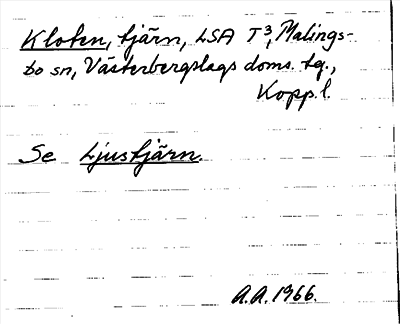 Kloten, tjärn, LSA T³, Malings-
bo sn, Västerbergslags doms. tg.,
Kopp.l.
Se Ljustjärn.
A.A. 1966.